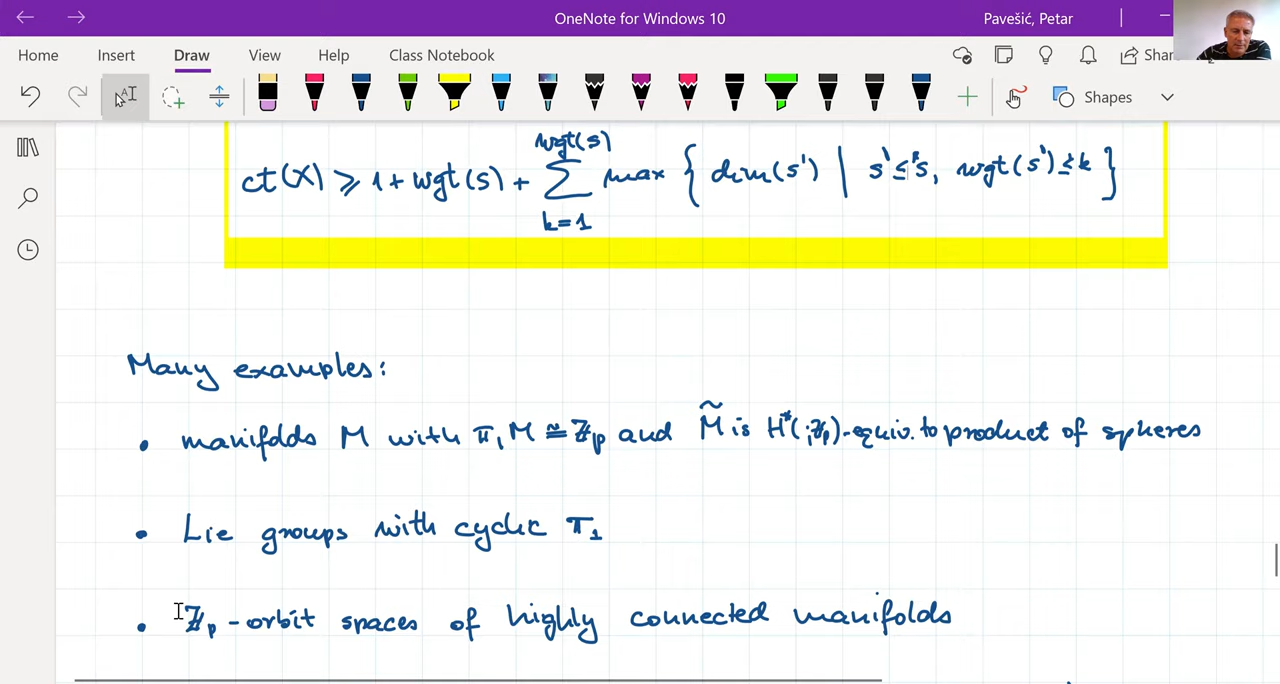 OneNote for Windows 10
Pavešić, Petar
Home Insert Draw View Help Class Notebook
Shar
Shapes
ct(X) ≥ 1 + wgt(s) + ∑_{k=1}^{wgt(s)} max { dim(s') | s' ≤ s, wgt(s') ≤ k }
Many examples:
• manifolds M with π₁M ≅ ℤₚ and M̃ is H*( ;ℤₚ)-equiv. to product of spheres
• Lie groups with cyclic π₁
• ℤₚ-orbit spaces of highly connected manifolds